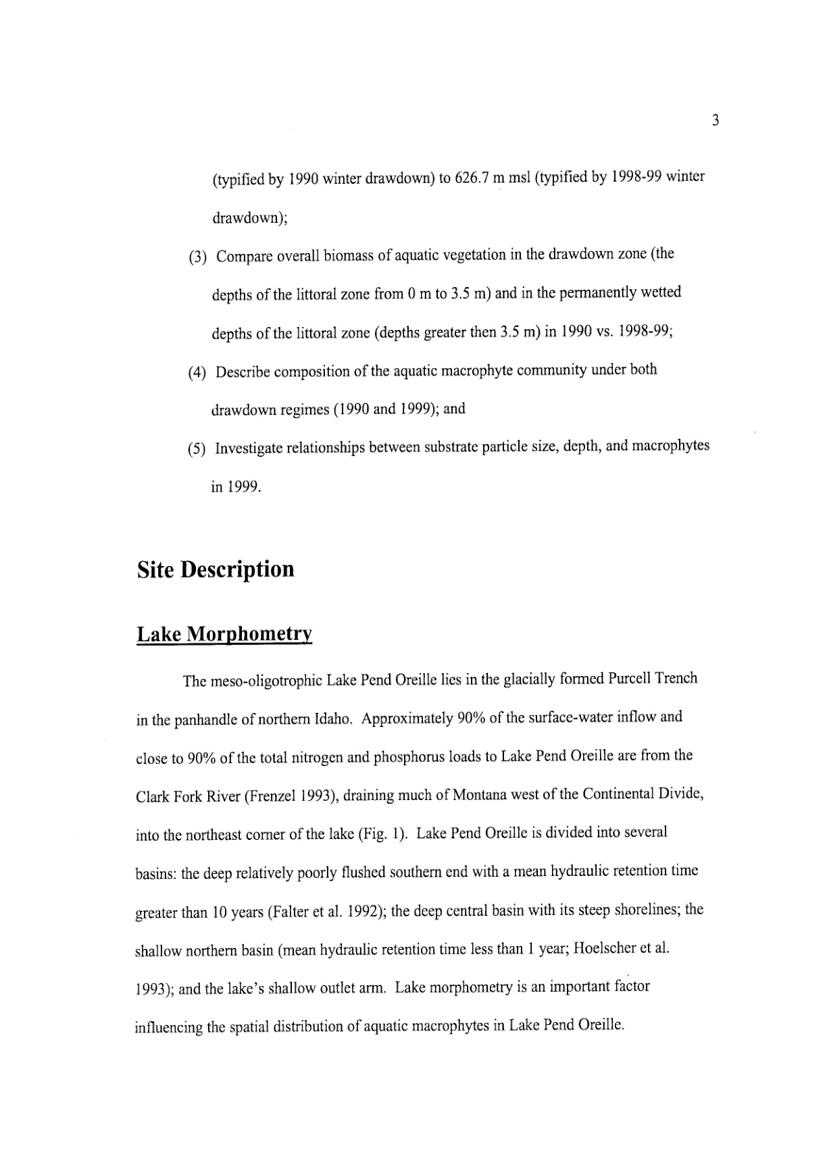 3
(typified by 1990 winter drawdown) to 626.7 m msl (typified by 1998-99 winter
drawdown);
(3) Compare overall biomass of aquatic vegetation in the drawdown zone (the
depths of the littoral zone from 0 m to 3.5 m) and in the permanently wetted
depths of the littoral zone (depths greater then 3.5 m) in 1990 vs. 1998-99;
(4) Describe composition of the aquatic macrophyte community under both
drawdown regimes (1990 and 1999); and
(5) Investigate relationships between substrate particle size, depth, and macrophytes
in 1999.
Site Description
Lake Morphometry
The meso-oligotrophic Lake Pend Oreille lies in the glacially formed Purcell Trench
in the panhandle of northern Idaho. Approximately 90% of the surface-water inflow and
close to 90% of the total nitrogen and phosphorus loads to Lake Pend Oreille are from the
Clark Fork River (Frenzel 1993), draining much of Montana west of the Continental Divide,
into the northeast corner of the lake (Fig. 1). Lake Pend Oreille is divided into several
basins: the deep relatively poorly flushed southern end with a mean hydraulic retention time
greater than 10 years (Falter et al. 1992); the deep central basin with its steep shorelines; the
shallow northern basin (mean hydraulic retention time less than 1 year; Hoelscher et al.
1993); and the lake's shallow outlet arm. Lake morphometry is an important factor
influencing the spatial distribution of aquatic macrophytes in Lake Pend Oreille.